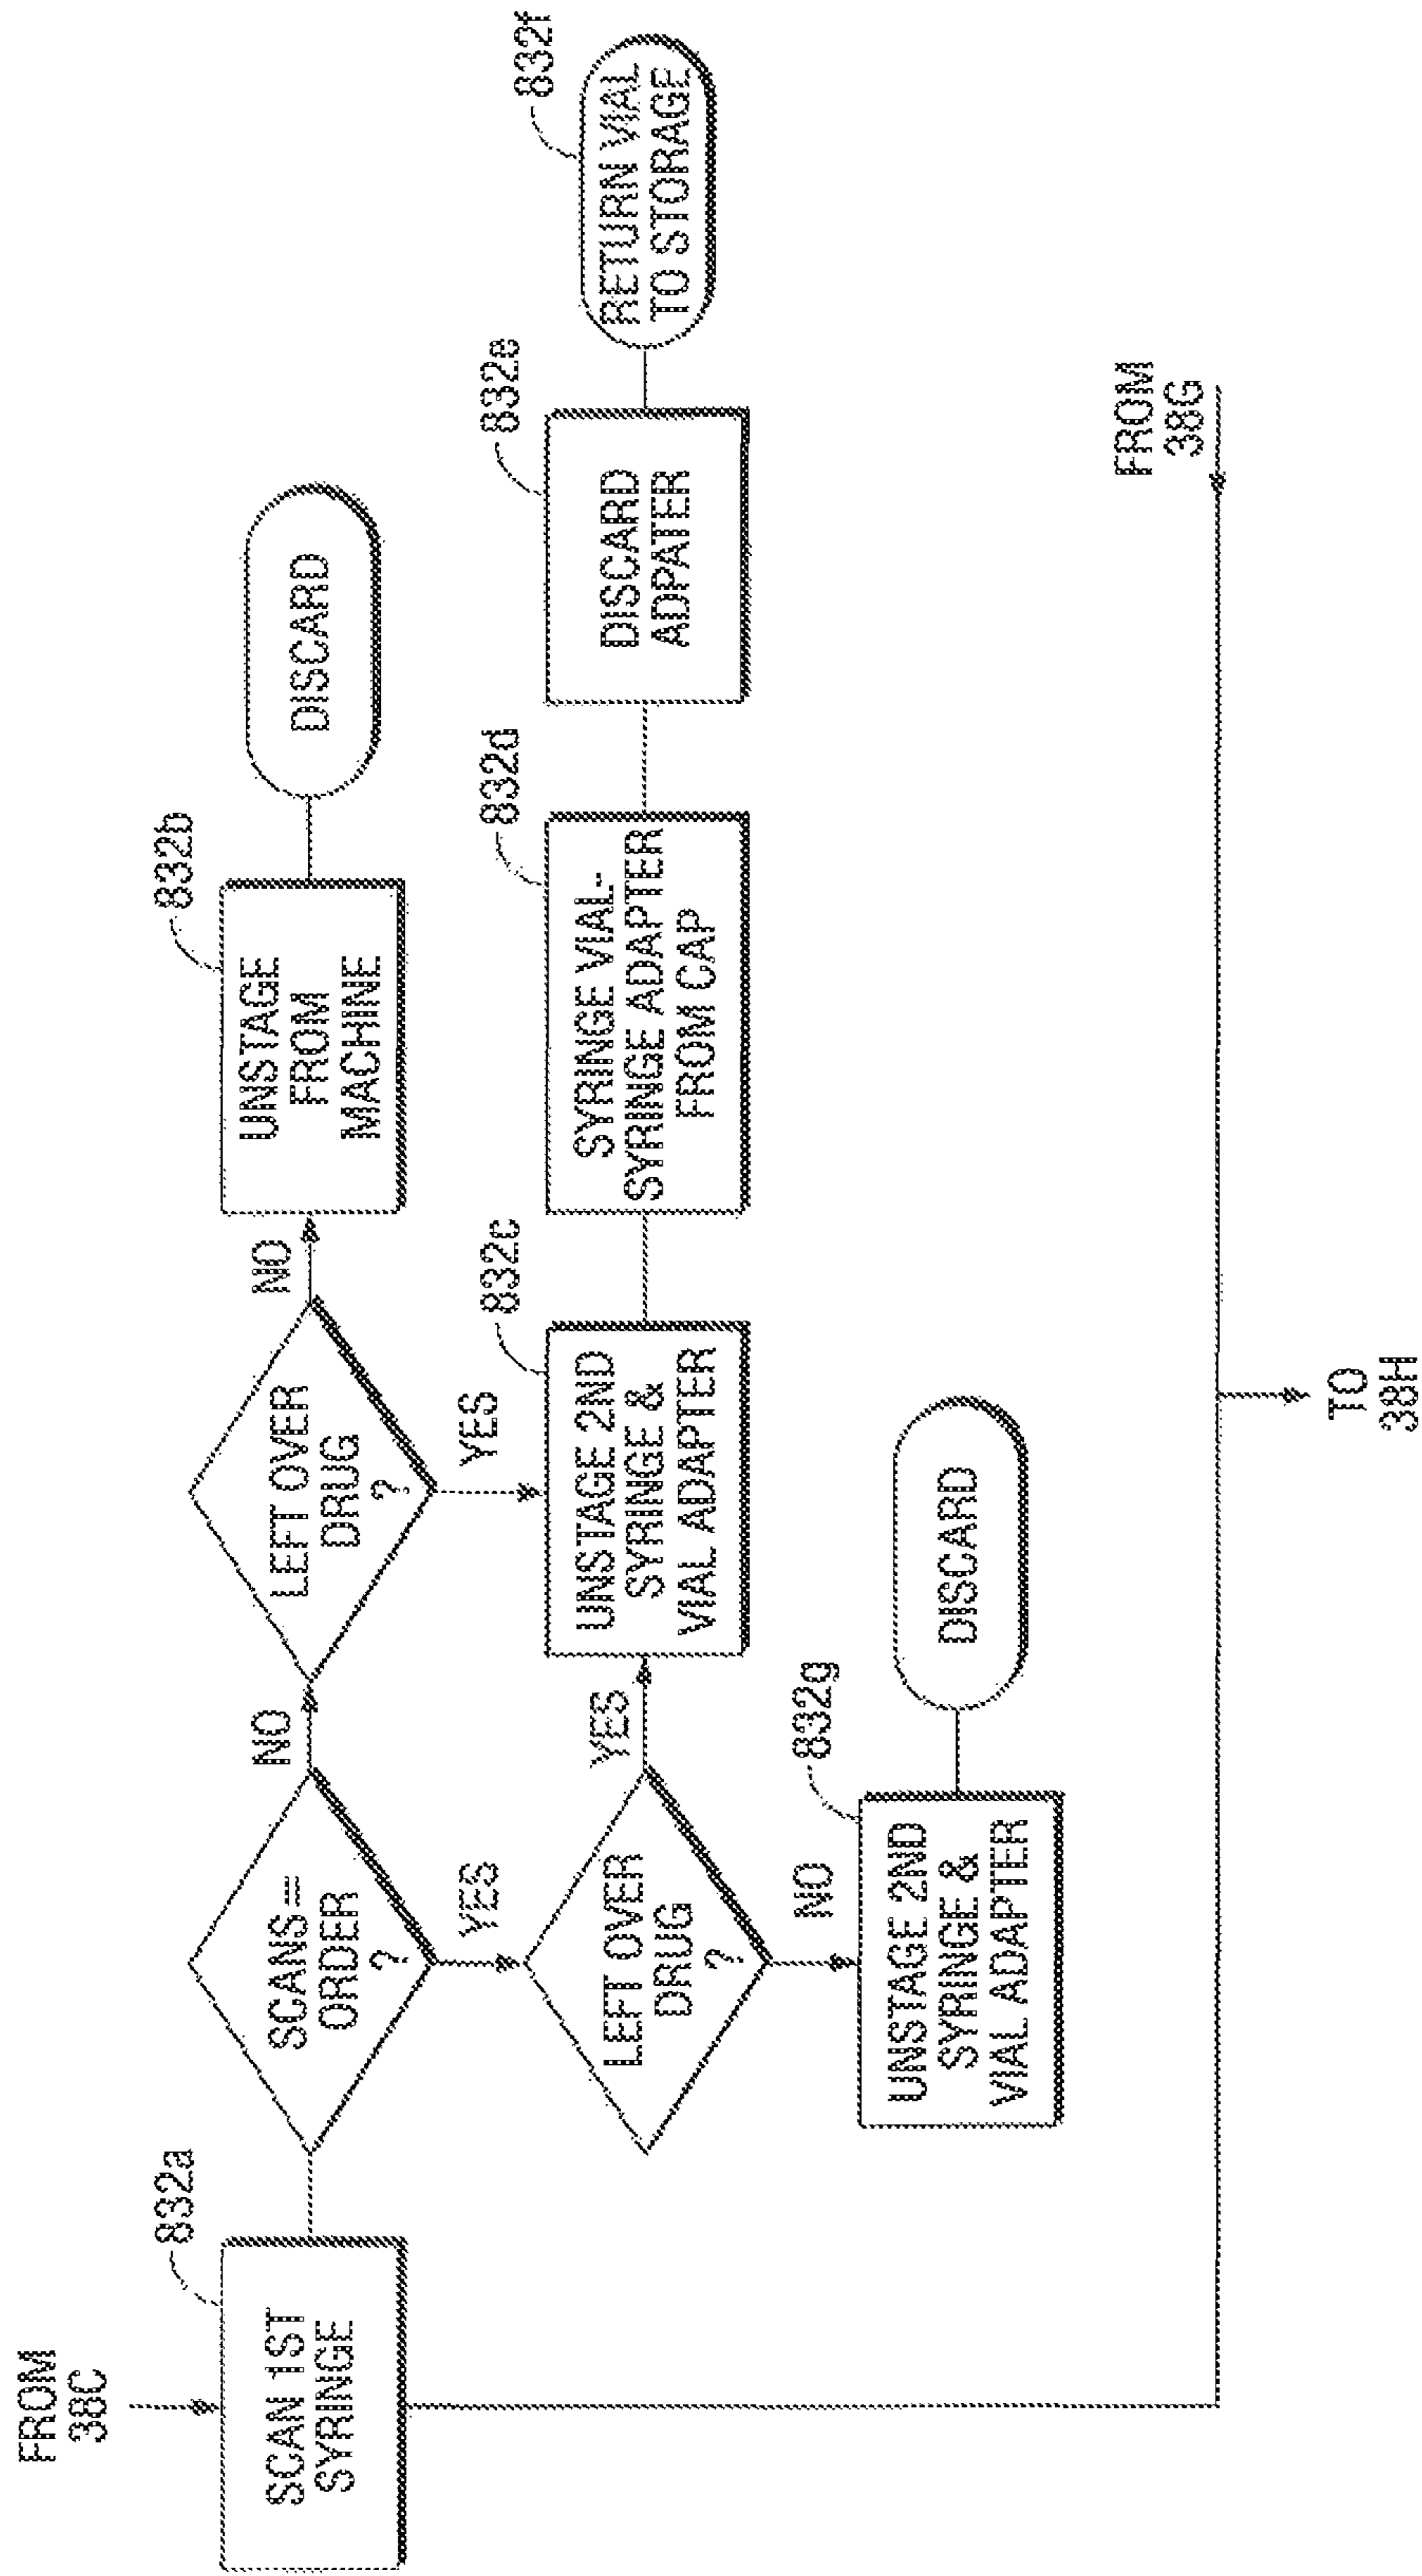 FROM
38C
832a
SCAN 1ST
SYRINGE
SCANS=
ORDER
?
NO
LEFT OVER
DRUG
?
NO
832b
UNSTAGE
FROM
MACHINE
DISCARD
YES
LEFT OVER
DRUG
?
YES
YES
832c
UNSTAGE 2ND
SYRINGE &
VIAL ADAPTER
832d
SYRINGE VIAL-
SYRINGE ADAPTER
FROM CAP
832e
DISCARD
ADPATER
832f
RETURN VIAL
TO STORAGE
NO
832g
UNSTAGE 2ND
SYRINGE &
VIAL ADAPTER
DISCARD
FROM
38G
TO
38H